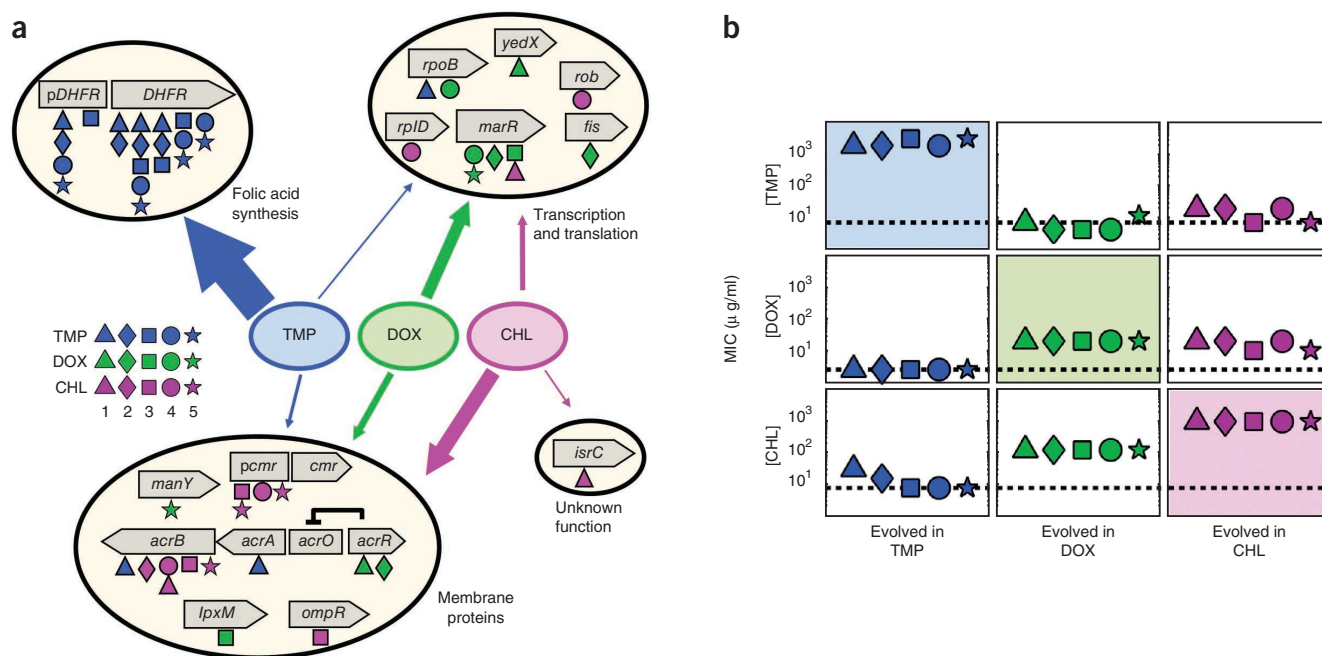 a
pDHFR
DHFR
Folic acid
synthesis
rpoB
yedX
rob
rplD
marR
fis
Transcription
and translation
TMP
DOX
CHL
TMP
DOX
CHL
1 2 3 4 5
manY
pcmr
cmr
acrB
acrA
acrO
acrR
lpxM
ompR
Membrane
proteins
isrC
Unknown
function
b
MIC (μ g/ml)
[TMP]
10³
10²
10¹
[DOX]
10³
10²
10¹
[CHL]
10³
10²
10¹
Evolved in
TMP
Evolved in
DOX
Evolved in
CHL